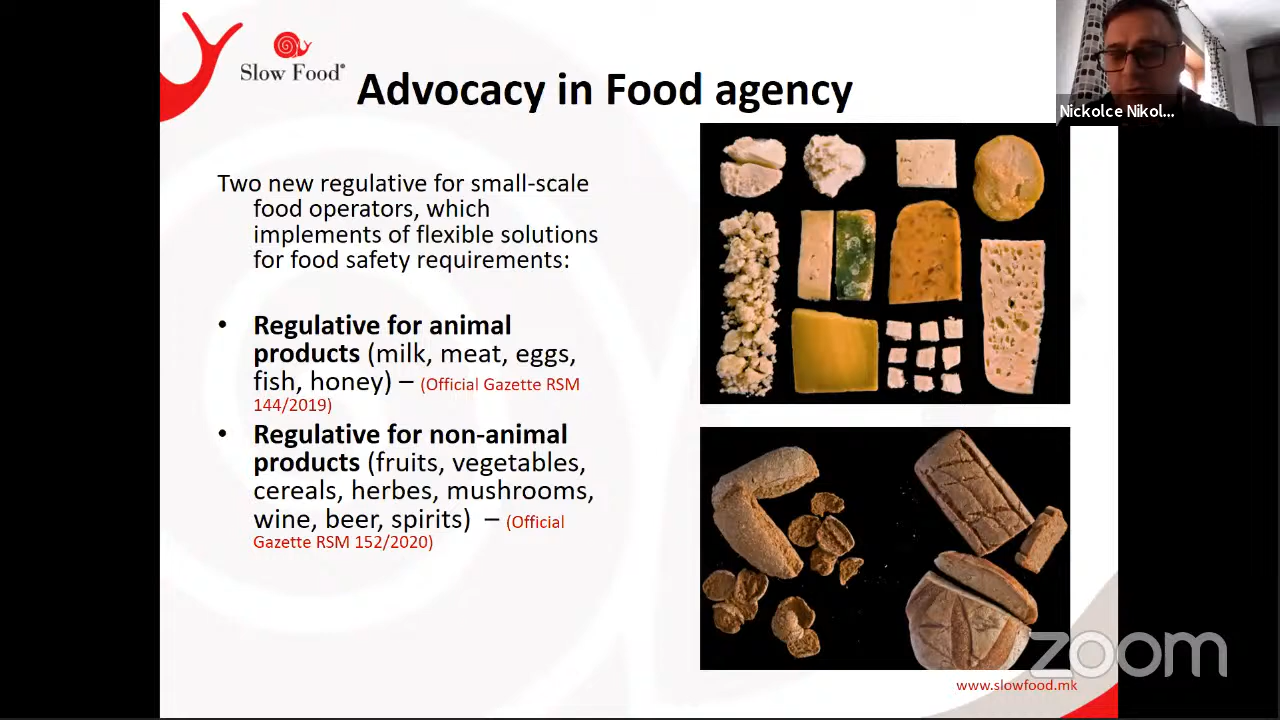 Slow Food®
Advocacy in Food agency
Nickolce Nikol...
Two new regulative for small-scale
food operators, which
implements of flexible solutions
for food safety requirements:
• Regulative for animal
products (milk, meat, eggs,
fish, honey) – (Official Gazette RSM
144/2019)
• Regulative for non-animal
products (fruits, vegetables,
cereals, herbes, mushrooms,
wine, beer, spirits) – (Official
Gazette RSM 152/2020)
zoom
www.slowfood.mk